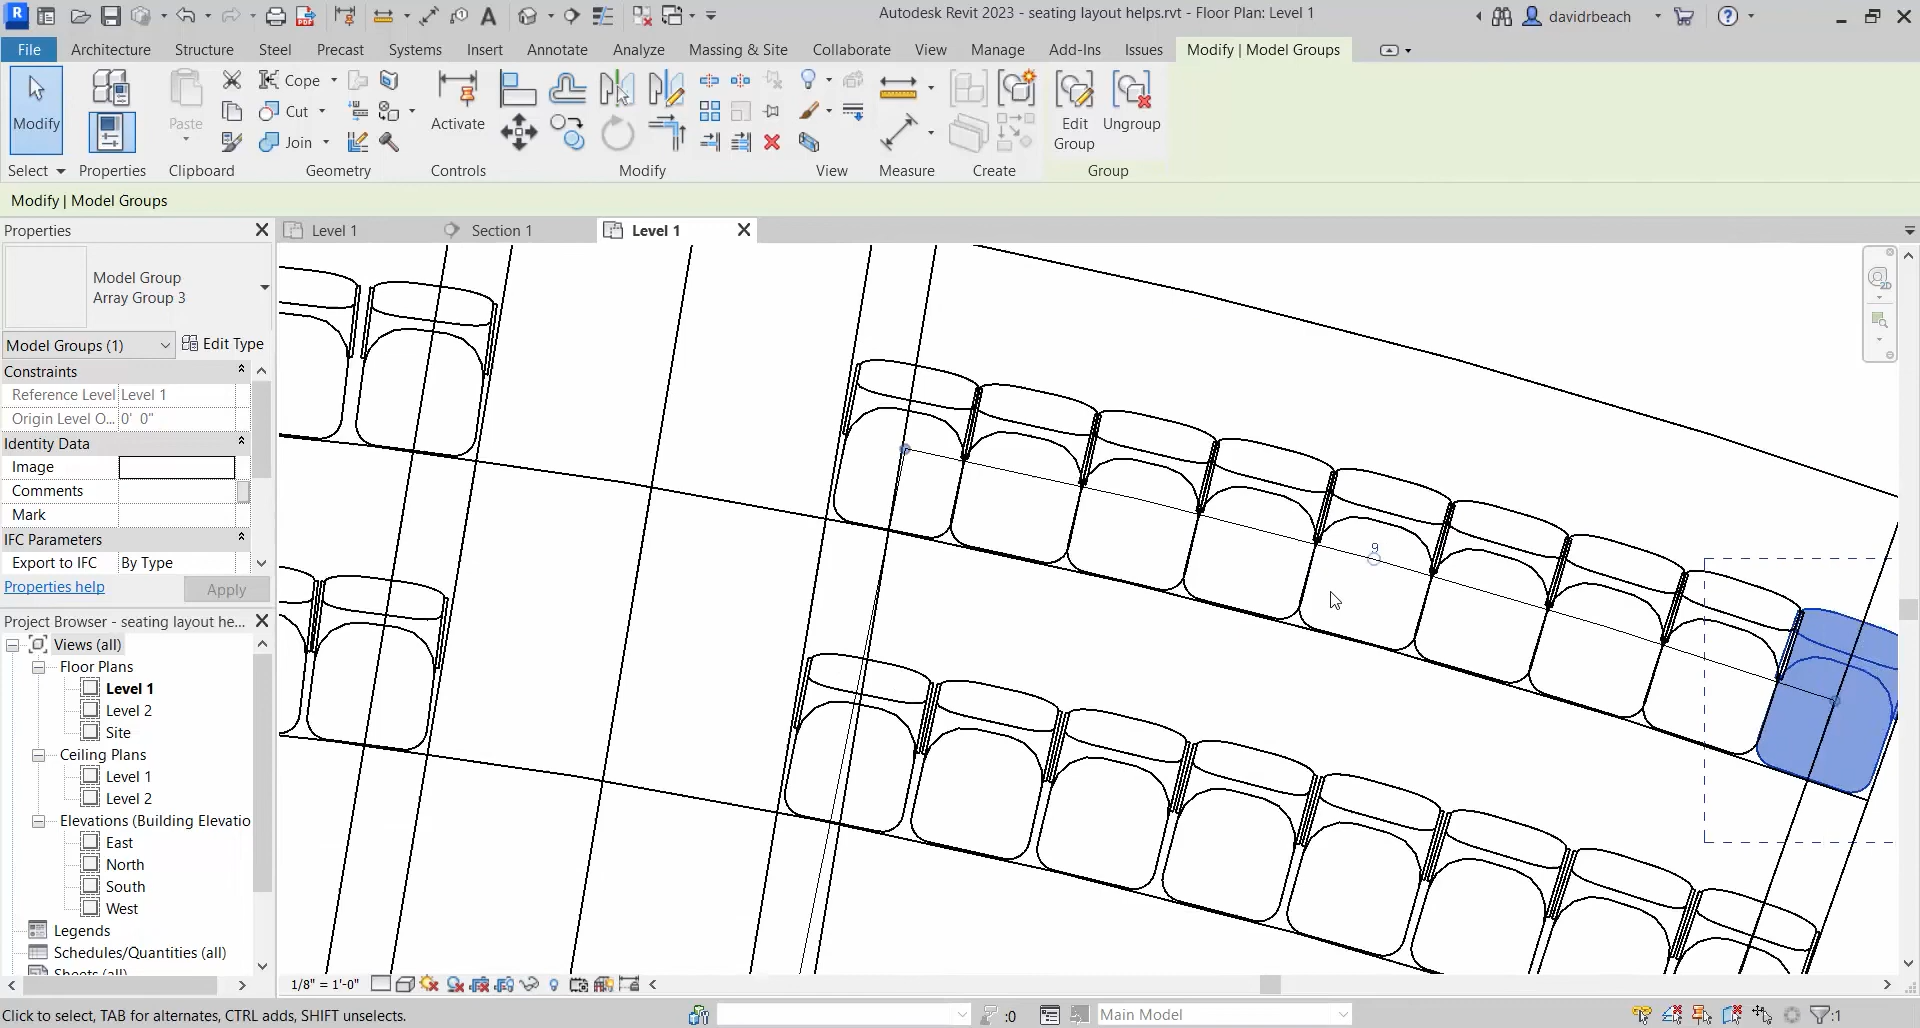 Autodesk Revit 2023 - seating layout helps.rvt - Floor Plan: Level 1
davidrbeach
File
Architecture
Structure
Steel
Precast
Systems
Insert
Annotate
Analyze
Massing & Site
Collaborate
View
Manage
Add-Ins
Issues
Modify | Model Groups
Modify
Paste
Cope
Cut
Join
Activate
Edit
Group
Ungroup
Select
Properties
Clipboard
Geometry
Controls
Modify
View
Measure
Create
Group
Modify | Model Groups
Properties
Level 1
Section 1
Level 1
Model Group
Array Group 3
Model Groups (1)
Edit Type
Constraints
Reference Level
Level 1
Origin Level O...
0' 0"
Identity Data
Image
Comments
Mark
IFC Parameters
Export to IFC
By Type
Properties help
Apply
Project Browser - seating layout he...
Views (all)
Floor Plans
Level 1
Level 2
Site
Ceiling Plans
Level 1
Level 2
Elevations (Building Elevatio
East
North
South
West
Legends
Schedules/Quantities (all)
Sheets (all)
9
2D
1/8" = 1'-0"
Click to select, TAB for alternates, CTRL adds, SHIFT unselects.
:0
Main Model
:1